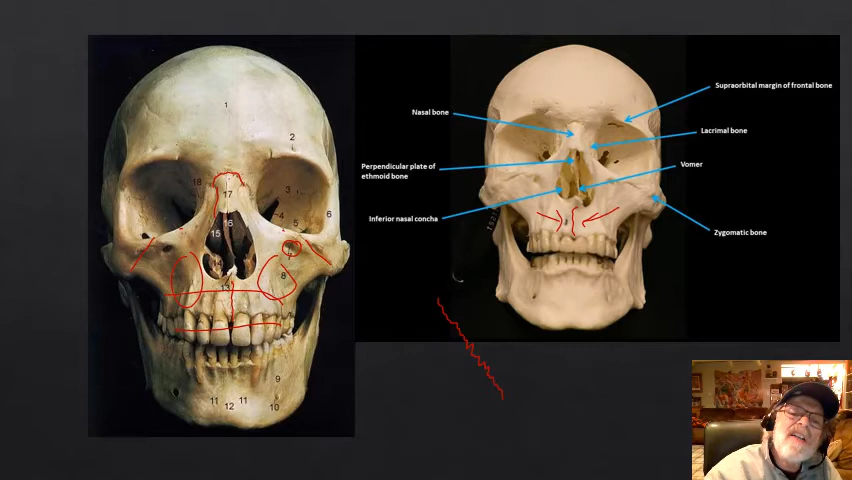 1
2
18
3
17
4
6
5
16
15
7
14
8
13
9
11
11
12
10
Supraorbital margin of frontal bone
Nasal bone
Lacrimal bone
Perpendicular plate of
ethmoid bone
Vomer
Inferior nasal concha
Zygomatic bone